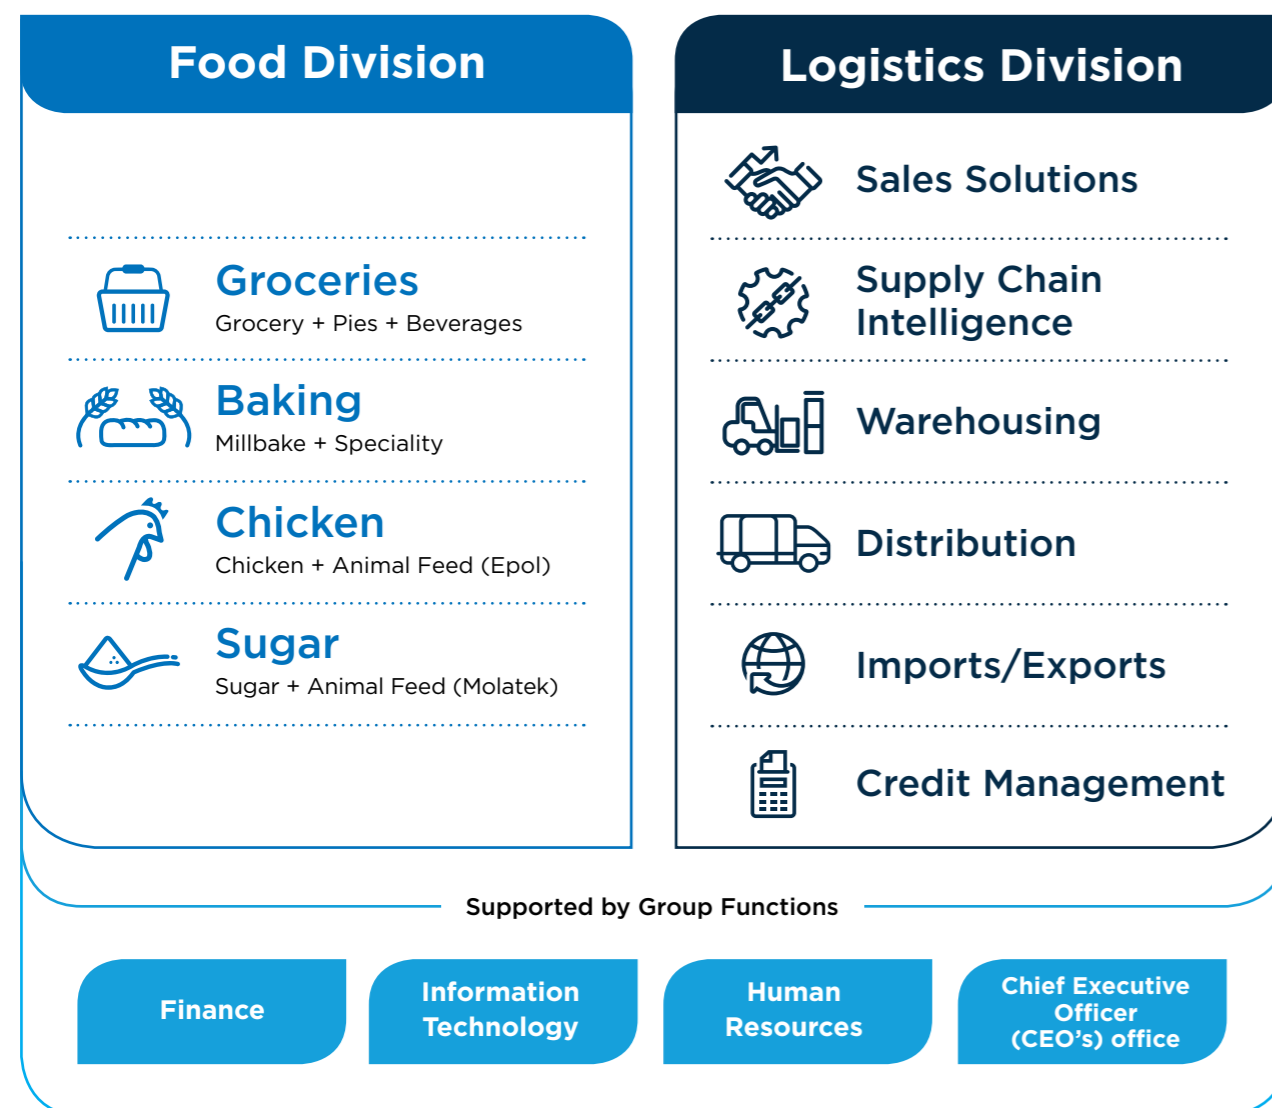 Food Division
Groceries
Grocery + Pies + Beverages
Baking
Millbake + Speciality
Chicken
Chicken + Animal Feed (Epol)
Sugar
Sugar + Animal Feed (Molatek)
Logistics Division
Sales Solutions
Supply Chain
Intelligence
Warehousing
Distribution
Imports/Exports
Credit Management
Supported by Group Functions
Finance
Information
Technology
Human
Resources
Chief Executive
Officer
(CEO’s) office